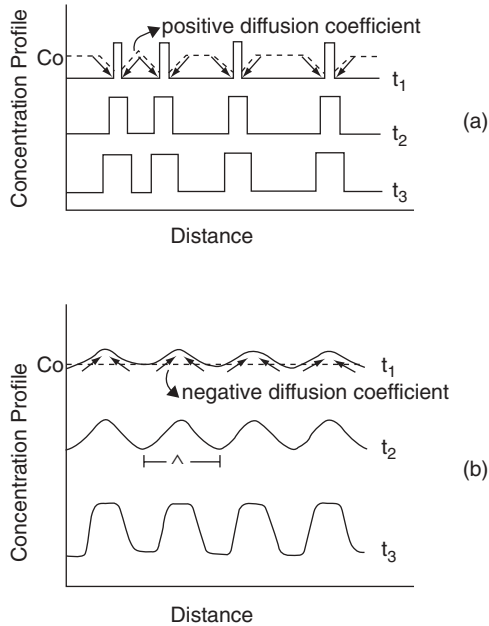 positive diffusion coefficient
Concentration Profile
Co
t1
t2
t3
(a)
Distance
Concentration Profile
Co
t1
negative diffusion coefficient
t2
Λ
(b)
t3
Distance